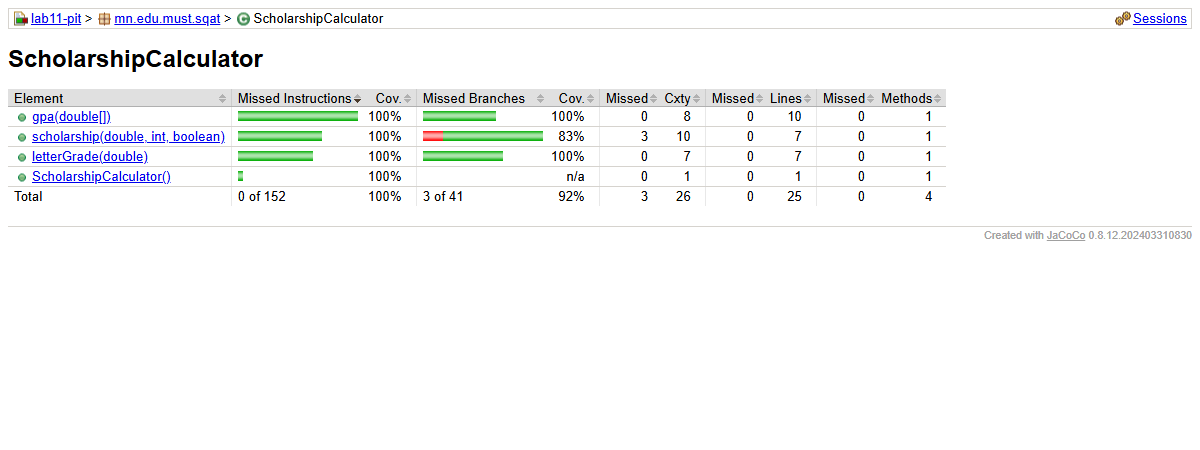 lab11-pit > mn.edu.must.sqat > ScholarshipCalculator Sessions
ScholarshipCalculator
Element Missed Instructions Cov. Missed Branches Cov. Missed Cxty Missed Lines Missed Methods
gpa(double[]) 100% 100% 0 8 0 10 0 1
scholarship(double, int, boolean) 100% 83% 3 10 0 7 0 1
letterGrade(double) 100% 100% 0 7 0 7 0 1
ScholarshipCalculator() 100% n/a 0 1 0 1 0 1
Total 0 of 152 100% 3 of 41 92% 3 26 0 25 0 4
Created with JaCoCo 0.8.12.202403310830